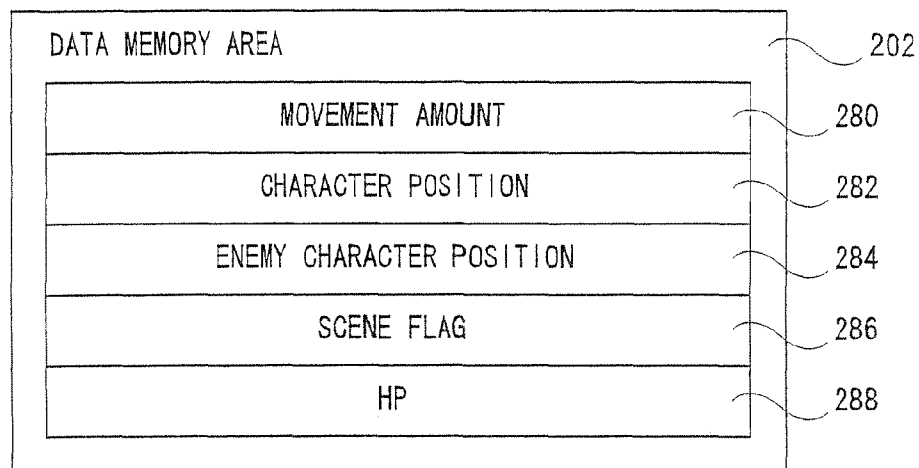 DATA MEMORY AREA 202
MOVEMENT AMOUNT 280
CHARACTER POSITION 282
ENEMY CHARACTER POSITION 284
SCENE FLAG 286
HP 288